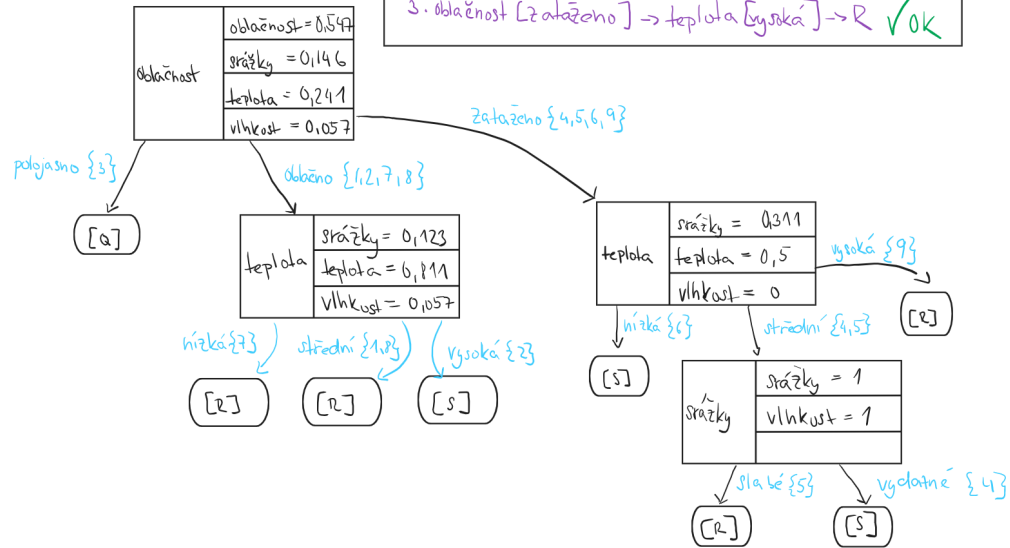 3. oblačnost [zataženo] → teplota [vysoká] → R ✓OK
oblačnost
oblačnost = 0,547
srážky = 0,146
teplota = 0,241
vlhkost = 0,057
zataženo {4,5,6,9}
polojasno {3}
oblačno {1,2,7,8}
[Q]
teplota
srážky = 0,123
teplota = 0,811
vlhkost = 0,057
teplota
srážky = 0,311
teplota = 0,5
vlhkost = 0
vysoká {9}
[R]
nízká {7}
střední {1,8}
vysoká {2}
[R]
[R]
[S]
nízká {6}
střední {4,5}
[S]
srážky
srážky = 1
vlhkost = 1
slabé {5}
vydatné {4}
[R]
[S]